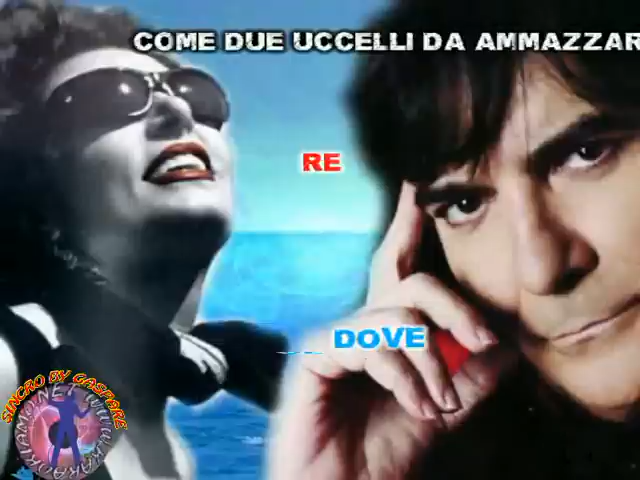 COME DUE UCCELLI DA AMMAZZAR
RE
DOVE
SINCRO BY GASPARE